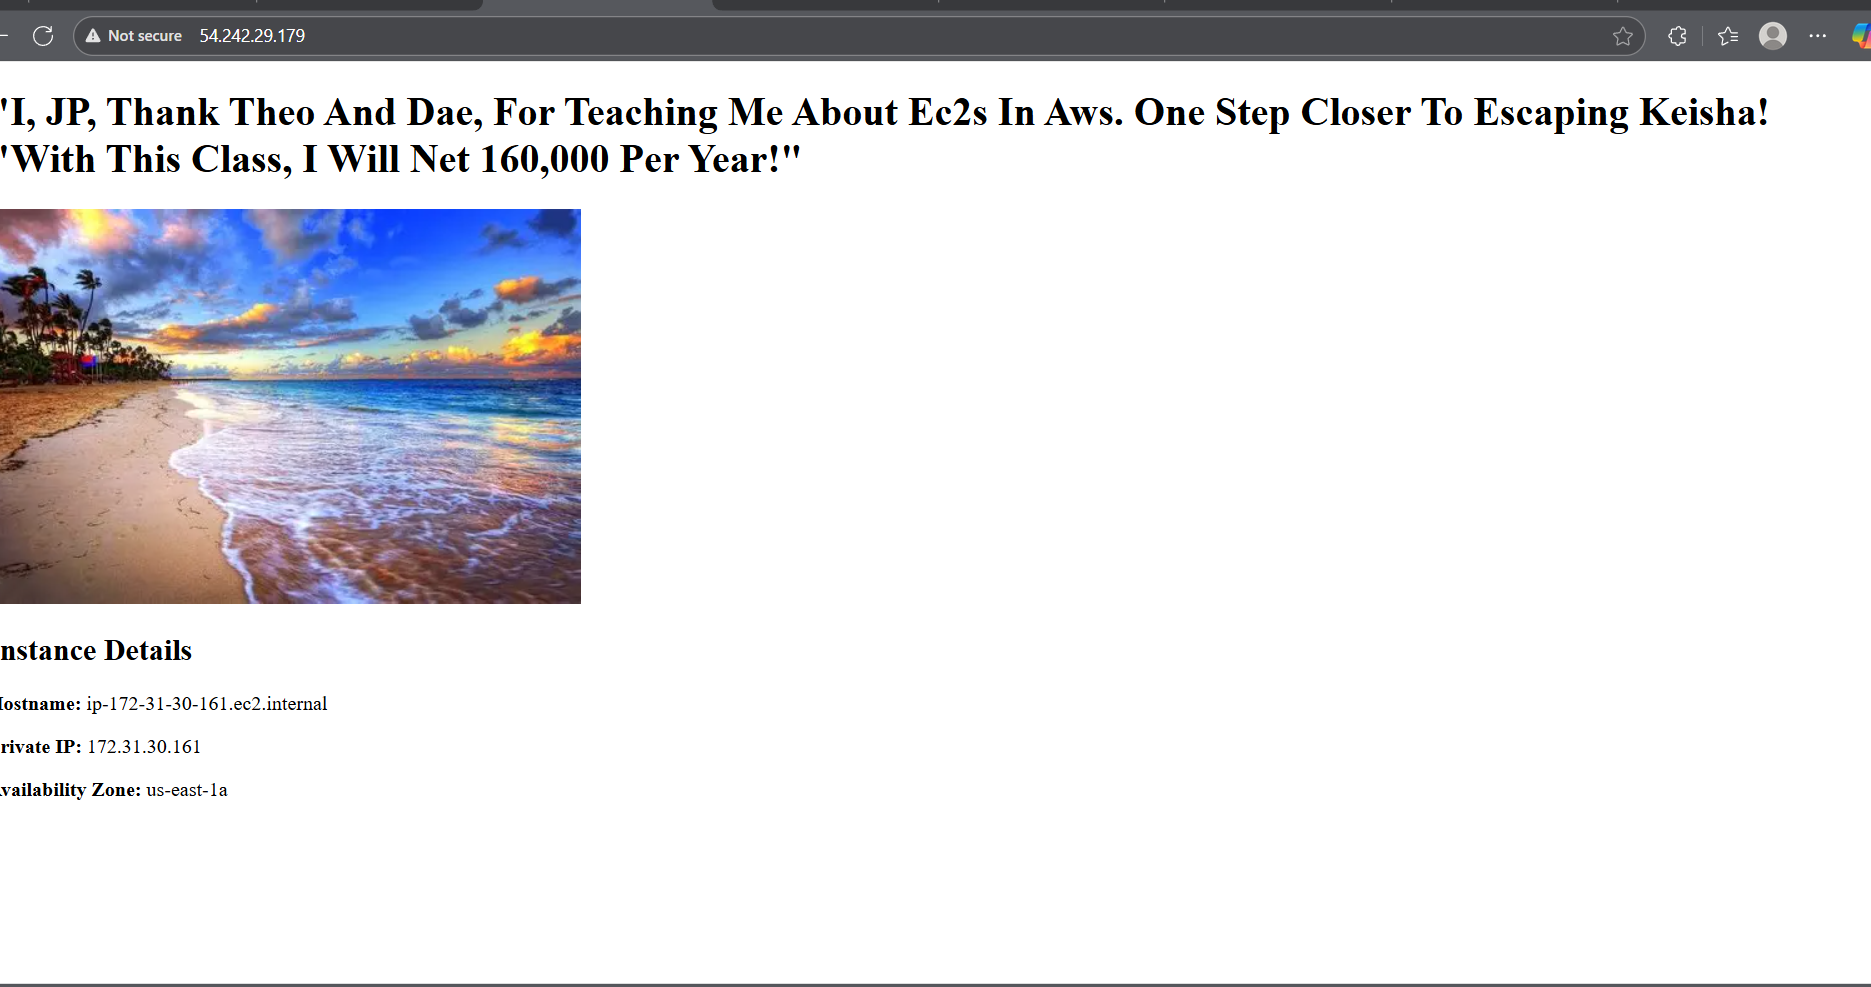 Not secure 54.242.29.179
"I, JP, Thank Theo And Dae, For Teaching Me About Ec2s In Aws. One Step Closer To Escaping Keisha!
"With This Class, I Will Net 160,000 Per Year!"
nstance Details
ostname: ip-172-31-30-161.ec2.internal
rivate IP: 172.31.30.161
vailability Zone: us-east-1a